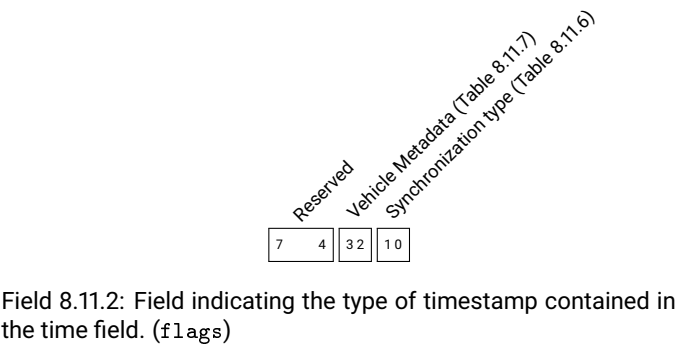 Reserved
Vehicle Metadata (Table 8.11.7)
Synchronization type (Table 8.11.6)
7 4 3 2 1 0
Field 8.11.2: Field indicating the type of timestamp contained in
the time field. (flags)